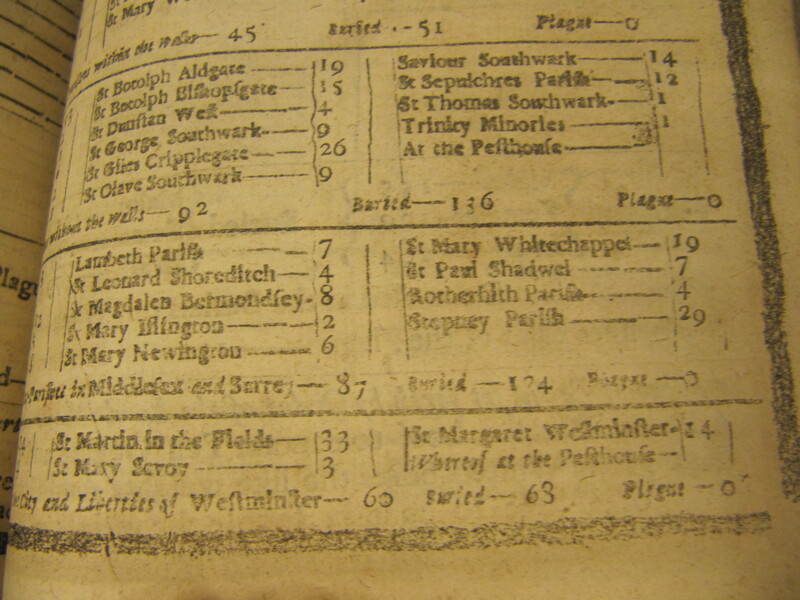 St Mary
within the Walls— 45 Buried - - 51 Plague—0
St Botolph Aldgate——19
St Botolph Bishopsgate——15
St Dunstan West——4
St George Southwark——9
St Giles Cripplegate——26
St Olave Southwark——9
Saviour Southwark——14
St Sepulchres Parish——12
St Thomas Southwark——1
Trinity Minories——1
At the Pesthouse——
without the Walls— 92 Buried—136 Plague—0
Lambeth Parish——7
St Leonard Shoreditch—4
St Magdalen Bermondsey-8
St Mary Islington——2
St Mary Newington——6
St Mary Whitechappel—19
St Paul Shadwel——7
Rotherhith Parish——4
Stepney Parish——29
in Middlesex and Surrey— 87 Buried —124 Plague —0
St Martin in the Fields—33
St Mary Savoy——3
St Margaret Westminster-14
Whereof at the Pesthouse—
City and Liberties of Westminster— 60 Buried— 63 Plague —0